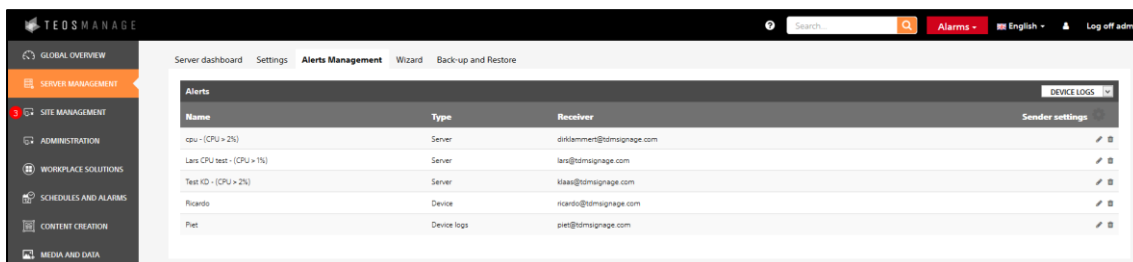 TEOSMANAGE
? Search... Alarms English Log off adm
GLOBAL OVERVIEW
Server dashboard Settings Alerts Management Wizard Back-up and Restore
SERVER MANAGEMENT
Alerts DEVICE LOGS
3 SITE MANAGEMENT
Name Type Receiver Sender settings
cpu - (CPU > 2%) Server dirklammert@tdmsignage.com
ADMINISTRATION
Lars CPU test - (CPU > 1%) Server lars@tdmsignage.com
WORKPLACE SOLUTIONS
Test KD - (CPU > 2%) Server klaas@tdmsignage.com
SCHEDULES AND ALARMS
Ricardo Device ricardo@tdmsignage.com
CONTENT CREATION
Piet Device logs piet@tdmsignage.com
MEDIA AND DATA